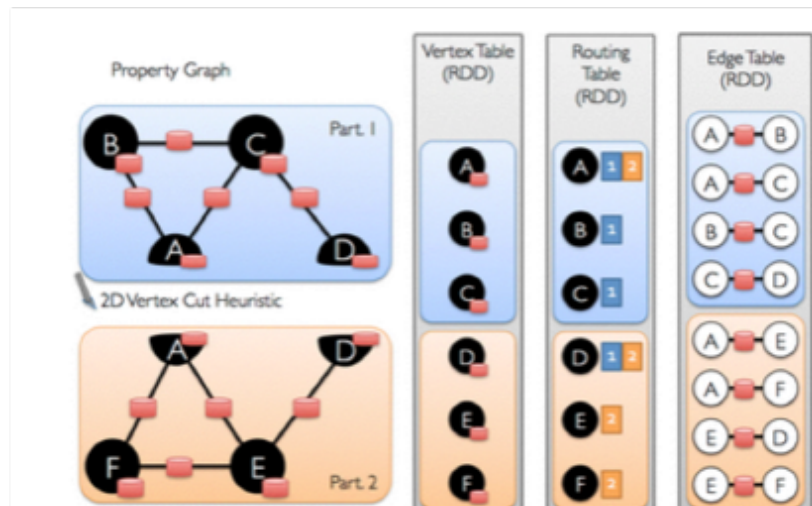 Property Graph
Part. 1
B
C
A
D
2D Vertex Cut Heuristic
A
D
F
E
Part. 2
Vertex Table
(RDD)
A
B
C
D
E
F
Routing
Table
(RDD)
A 1 2
B 1
C 1
D 1 2
E 2
F 2
Edge Table
(RDD)
A B
A C
B C
C D
A E
A F
E D
E F